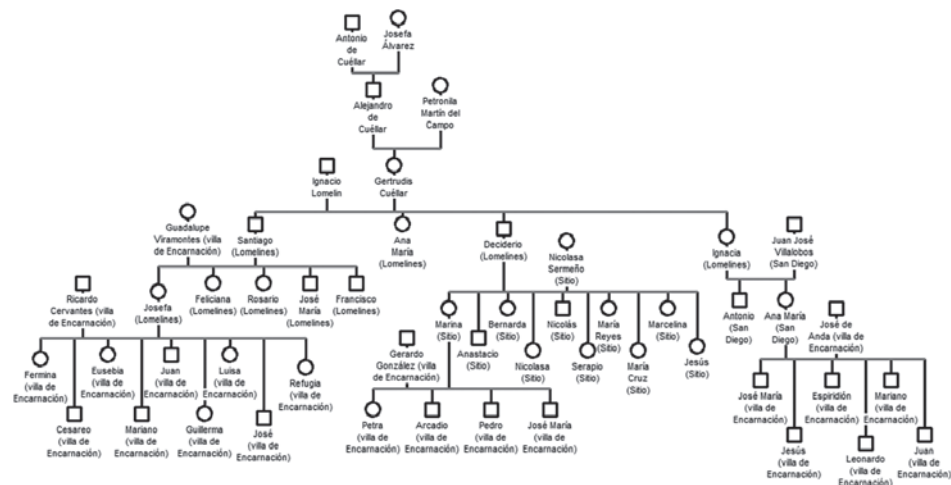 Antonio
de
Cuéllar
Josefa
Álvarez
Alejandro
de
Cuéllar
Petronila
Martín del
Campo
Ignacio
Lomelín
Gertrudis
Cuéllar
Guadalupe
Viramontes (villa
de Encarnación)
Santiago
(Lomelines)
Ana
María
(Lomelines)
Deciderio
(Lomelines)
Nicolasa
Sermeño
(Sitio)
Ignacia
(Lomelines)
Juan José
Villalobos
(San Diego)
Ricardo
Cervantes (villa
de Encarnación)
Josefa
(Lomelines)
Feliciana
(Lomelines)
Rosario
(Lomelines)
José
María
(Lomelines)
Francisco
(Lomelines)
Marina
(Sitio)
Anastacio
(Sitio)
Bernarda
(Sitio)
Nicolasa
(Sitio)
Nicolás
(Sitio)
Serapio
(Sitio)
María
Reyes
(Sitio)
María
Cruz
(Sitio)
Marcelina
(Sitio)
Jesús
(Sitio)
Antonio
(San
Diego)
Ana María
(San
Diego)
José de
Anda (villa de
Encarnación)
Fermina
(villa de
Encarnación)
Cesareo
(villa de
Encarnación)
Eusebia
(villa de
Encarnación)
Mariano
(villa de
Encarnación)
Juan
(villa de
Encarnación)
Guillerma
(villa de
Encarnación)
Luisa
(villa de
Encarnación)
José
(villa de
Encarnación)
Refugia
(villa de
Encarnación)
Gerardo
González (villa
de Encarnación)
Petra
(villa de
Encarnación)
Arcadio
(villa de
Encarnación)
Pedro
(villa de
Encarnación)
José María
(villa de
Encarnación)
José María
(villa de
Encarnación)
Jesús
(villa de
Encarnación)
Espiridión
(villa de
Encarnación)
Leonardo
(villa de
Encarnación)
Mariano
(villa de
Encarnación)
Juan
(villa de
Encarnación)